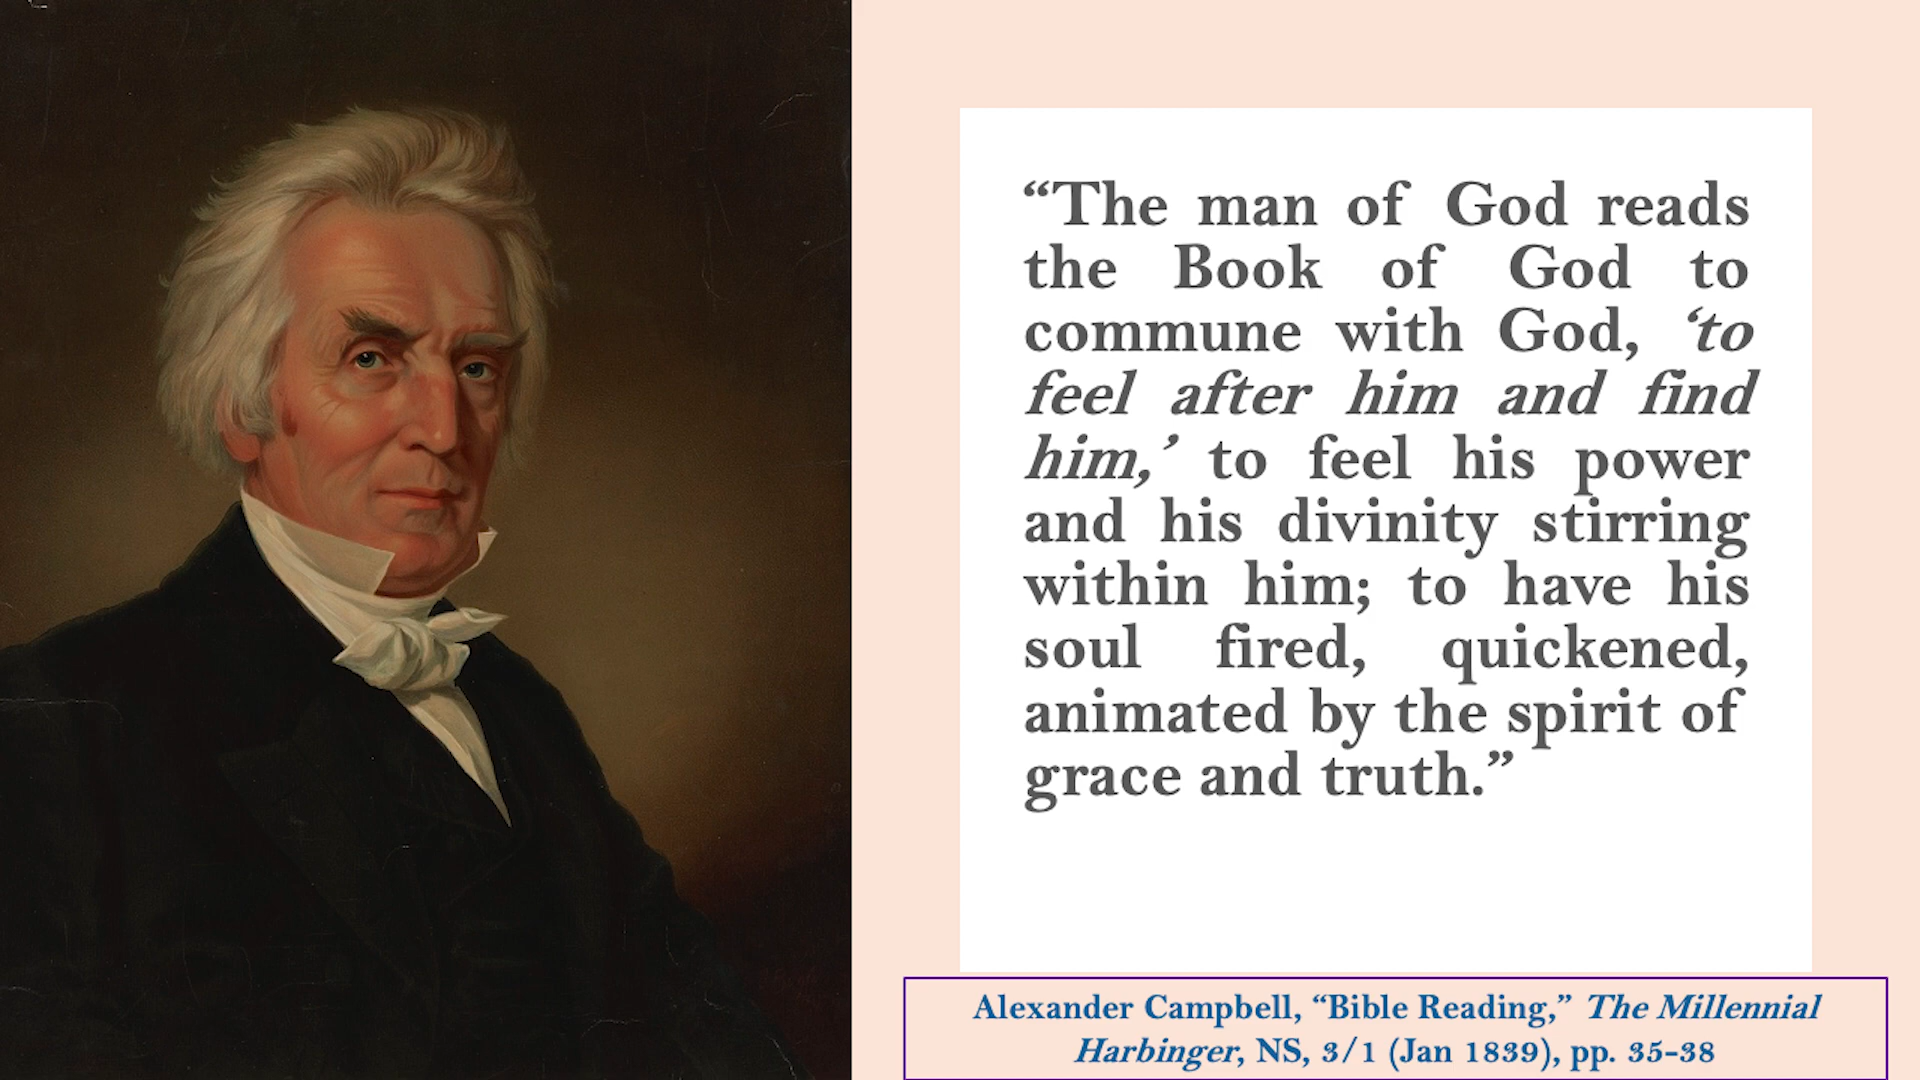 “The man of God reads
the Book of God to
commune with God, ‘to
feel after him and find
him,’ to feel his power
and his divinity stirring
within him; to have his
soul fired, quickened,
animated by the spirit of
grace and truth.”
Alexander Campbell, “Bible Reading,” The Millennial
Harbinger, NS, 3/1 (Jan 1839), pp. 35-38